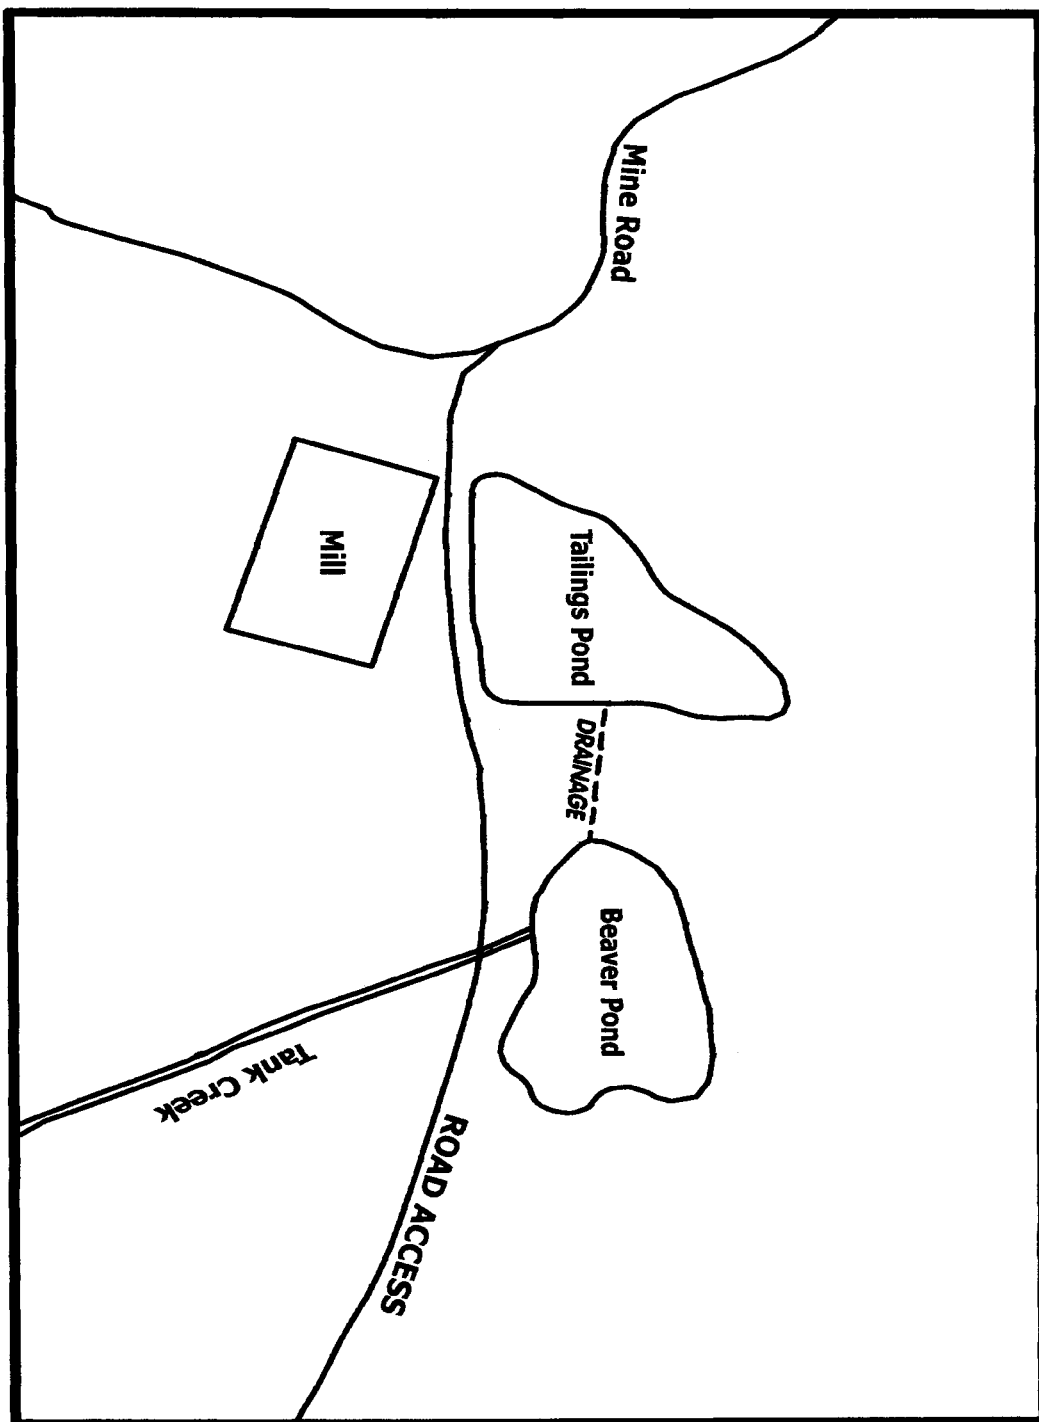 Mine Road
Mill
Tailings Pond
DRAINAGE
Beaver Pond
Tank Creek
ROAD ACCESS